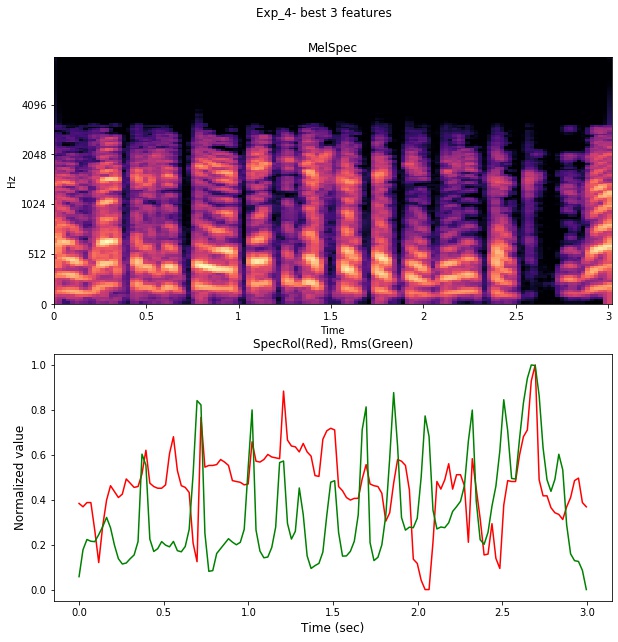 Exp_4- best 3 features
MelSpec
4096
2048
1024
512
0
Hz
0 0.5 1 1.5 2 2.5 3
Time
SpecRol(Red), Rms(Green)
1.0
0.8
0.6
0.4
0.2
0.0
Normalized value
0.0 0.5 1.0 1.5 2.0 2.5 3.0
Time (sec)